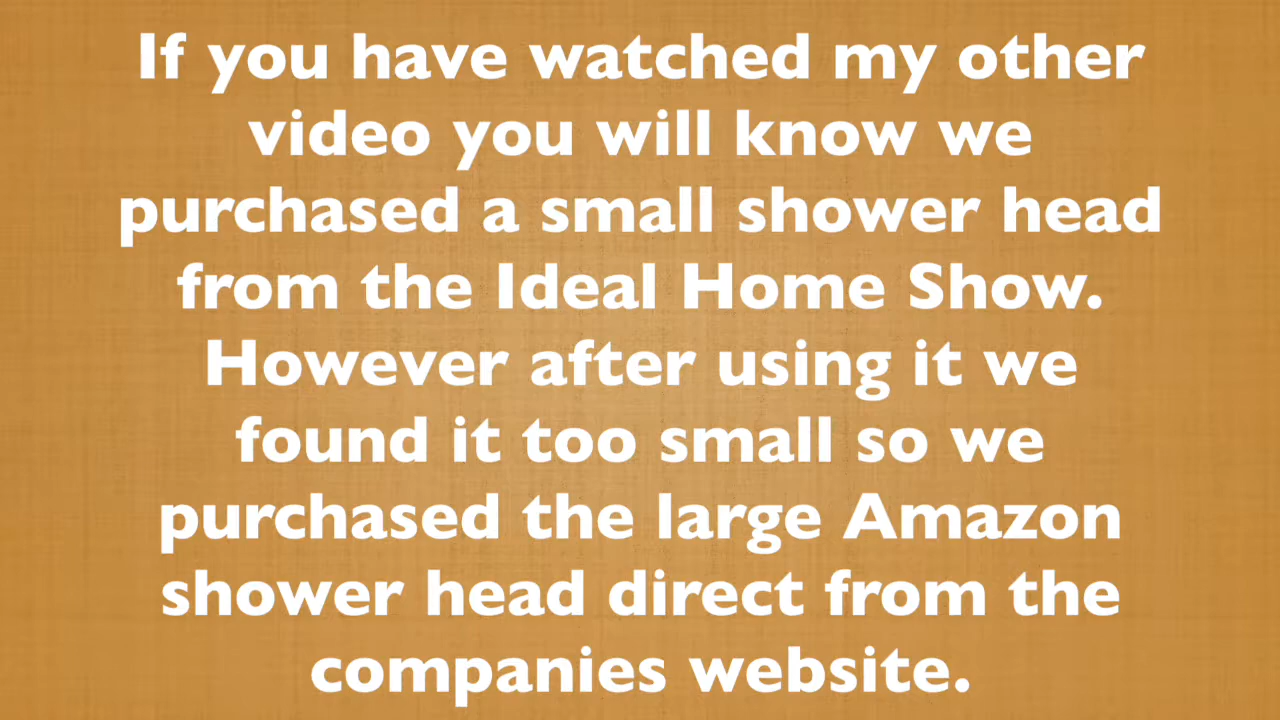 If you have watched my other
video you will know we
purchased a small shower head
from the Ideal Home Show.
However after using it we
found it too small so we
purchased the large Amazon
shower head direct from the
companies website.